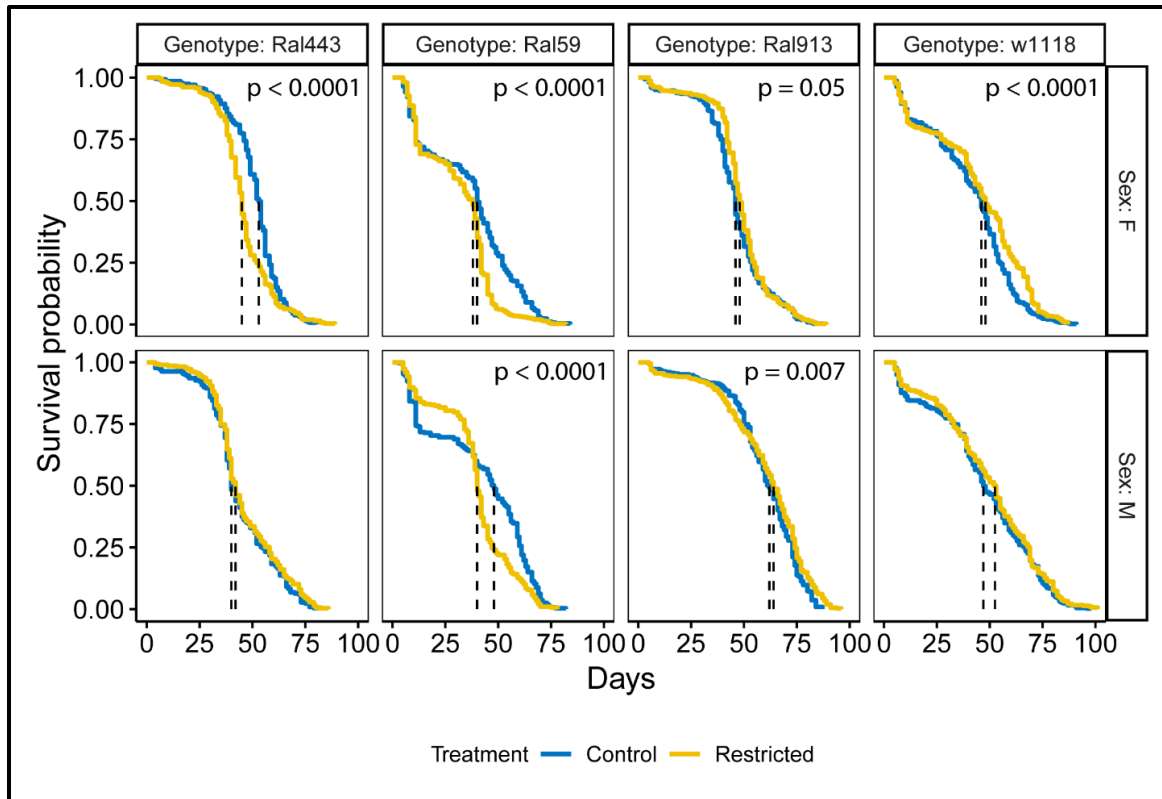 Genotype: Ral443 Genotype: Ral59 Genotype: Ral913 Genotype: w1118
1.00 p < 0.0001 p < 0.0001 p = 0.05 p < 0.0001
0.75
0.50
0.25
0.00
Sex: F
1.00 p < 0.0001 p = 0.007
0.75
0.50
0.25
0.00
Sex: M
Survival probability
0 25 50 75 100 0 25 50 75 100 0 25 50 75 100 0 25 50 75 100
Days
Treatment Control Restricted